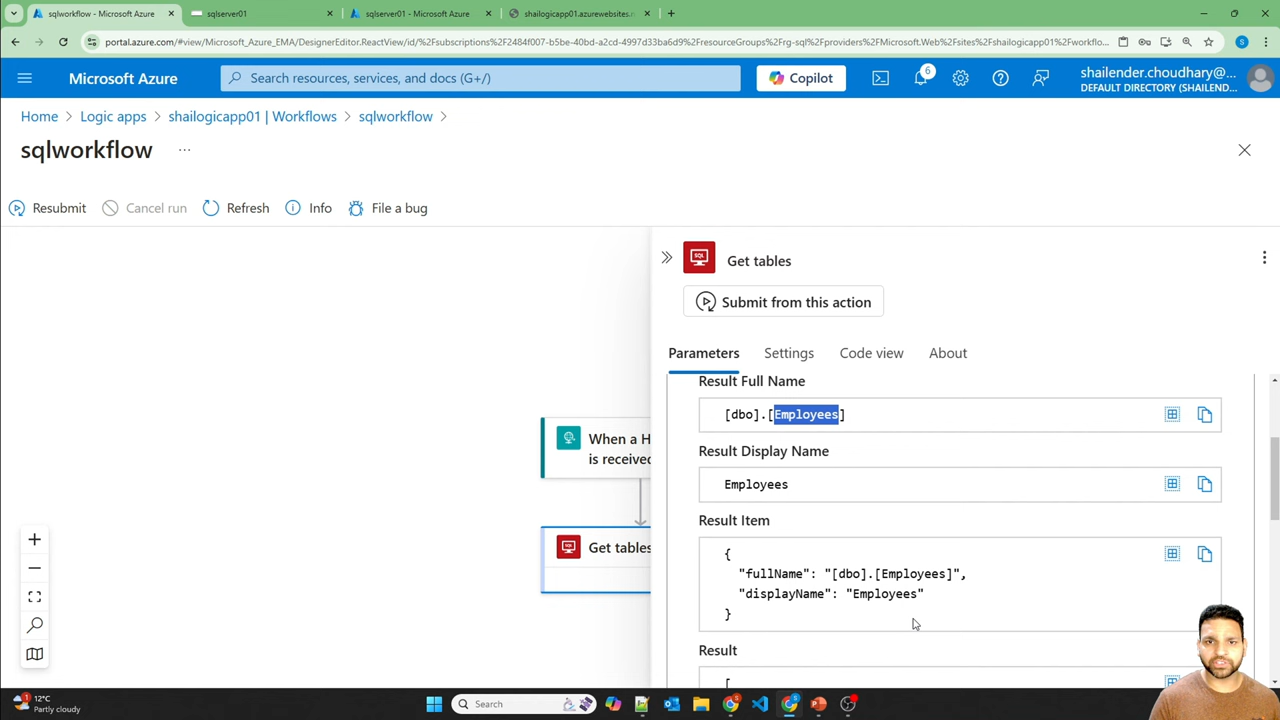 sqlworkflow - Microsoft Azure
sqlserver01
sqlserver01 - Microsoft Azure
shailogicapp01.azurewebsites.n
portal.azure.com/#view/Microsoft_Azure_EMA/DesignerEditor.ReactView/id/%2Fsubscriptions%2F2484f007-b5be-40bd-a2cd-4997d33ba6d9%2FresourceGroups%2Frg-sql%2Fproviders%2FMicrosoft.Web%2Fsites%2Fshailogicapp01%2Fworkflo...
S
Microsoft Azure
Search resources, services, and docs (G+/)
Copilot
6
shailender.choudhary@...
DEFAULT DIRECTORY (SHAILEND...
Home > Logic apps > shailogicapp01 | Workflows > sqlworkflow >
sqlworkflow ...
Resubmit
Cancel run
Refresh
Info
File a bug
SQL
Get tables
Submit from this action
Parameters
Settings
Code view
About
Result Full Name
[dbo].[Employees]
Result Display Name
Employees
Result Item
{
"fullName": "[dbo].[Employees]",
"displayName": "Employees"
}
Result
[
When a H
is received
SQL
Get tables
1
12°C
Partly cloudy
Search